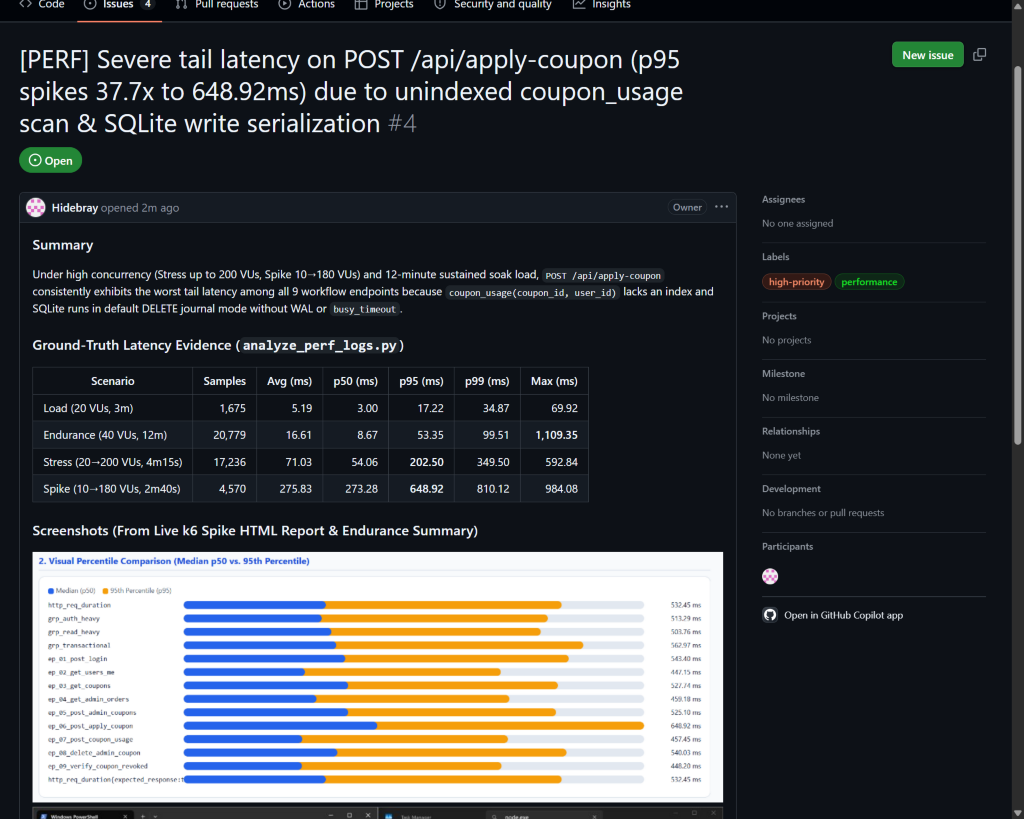 Code Issues 4 Pull requests Actions Projects Security and quality Insights
[PERF] Severe tail latency on POST /api/apply-coupon (p95
spikes 37.7x to 648.92ms) due to unindexed coupon_usage
scan & SQLite write serialization #4
New issue
Open
Hidebray opened 2m ago
Owner
Summary
Under high concurrency (Stress up to 200 VUs, Spike 10→180 VUs) and 12-minute sustained soak load, POST /api/apply-coupon
consistently exhibits the worst tail latency among all 9 workflow endpoints because coupon_usage(coupon_id, user_id) lacks an index and
SQLite runs in default DELETE journal mode without WAL or busy_timeout.
Ground-Truth Latency Evidence (analyze_perf_logs.py)
Scenario Samples Avg (ms) p50 (ms) p95 (ms) p99 (ms) Max (ms)
Load (20 VUs, 3m) 1,675 5.19 3.00 17.22 34.87 69.92
Endurance (40 VUs, 12m) 20,779 16.61 8.67 53.35 99.51 1,109.35
Stress (20→200 VUs, 4m15s) 17,236 71.03 54.06 202.50 349.50 592.84
Spike (10→180 VUs, 2m40s) 4,570 275.83 273.28 648.92 810.12 984.08
Screenshots (From Live k6 Spike HTML Report & Endurance Summary)
2. Visual Percentile Comparison (Median p50 vs. 95th Percentile)
Median (p50) 95th Percentile (p95)
http_req_duration 532.45 ms
grp_auth_heavy 513.29 ms
grp_read_heavy 503.76 ms
grp_transactional 562.97 ms
ep_01_post_login 543.40 ms
ep_02_get_users_me 447.15 ms
ep_03_get_coupons 527.74 ms
ep_04_get_admin_orders 459.18 ms
ep_05_post_admin_coupons 525.10 ms
ep_06_post_apply_coupon 648.92 ms
ep_07_post_coupon_usage 457.45 ms
ep_08_delete_admin_coupon 540.03 ms
ep_09_verify_coupon_revoked 448.20 ms
http_req_duration{expected_response:t 532.45 ms
Windows PowerShell
Task Manager
node.exe
Assignees
No one assigned
Labels
high-priority performance
Projects
No projects
Milestone
No milestone
Relationships
None yet
Development
No branches or pull requests
Participants
Open in GitHub Copilot app